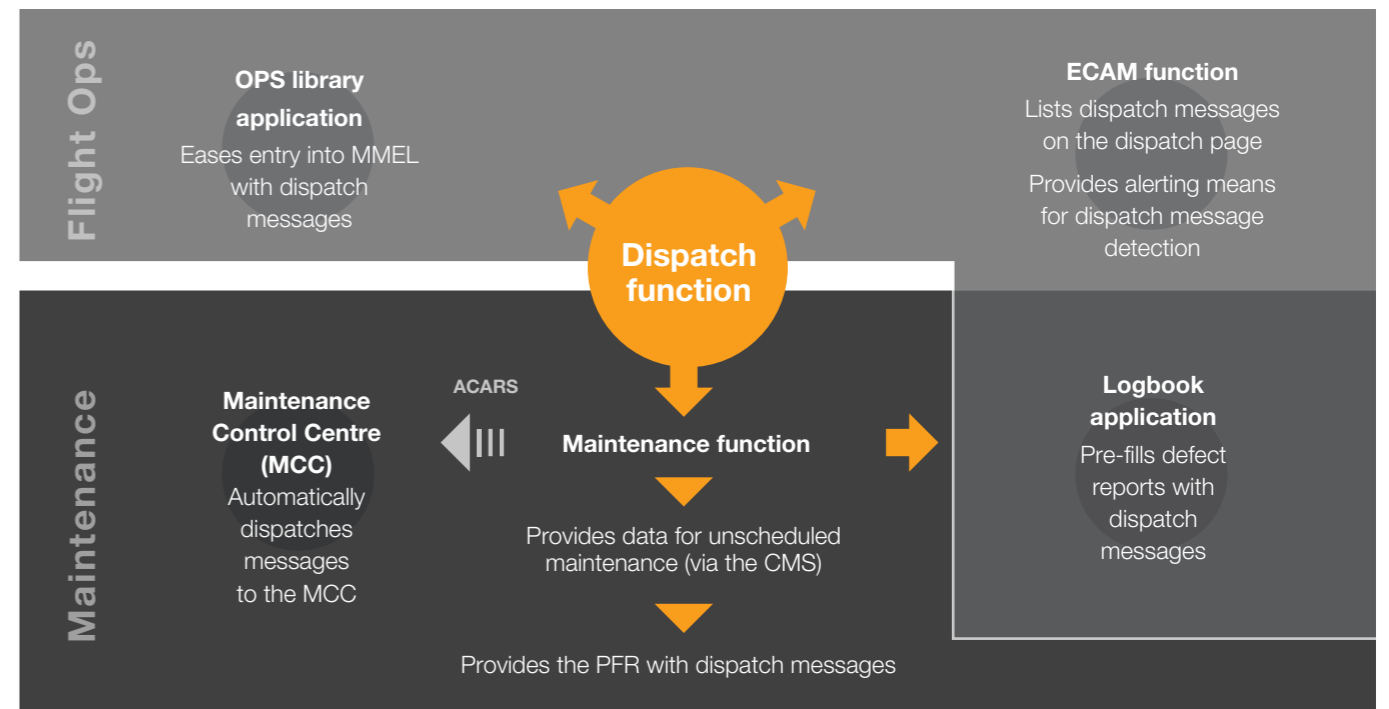 Flight Ops
OPS library
application
Eases entry into MMEL
with dispatch
messages
ECAM function
Lists dispatch messages
on the dispatch page
Provides alerting means
for dispatch message
detection
Dispatch
function
Maintenance
Maintenance
Control Centre
(MCC)
Automatically
dispatches
messages
to the MCC
ACARS
Maintenance function
Provides data for unscheduled
maintenance (via the CMS)
Provides the PFR with dispatch messages
Logbook
application
Pre-fills defect
reports with
dispatch
messages